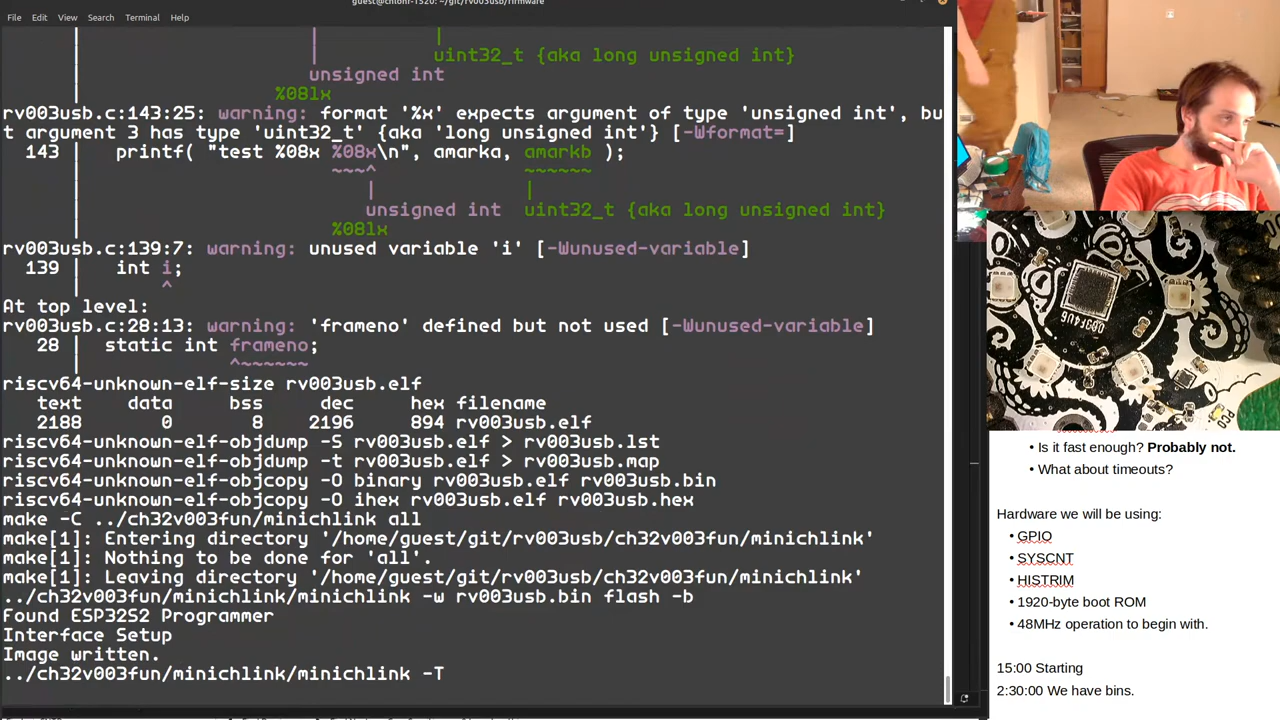 guest@chlohr-1520: ~/git/rv003usb/firmware
File Edit View Search Terminal Help
uint32_t {aka long unsigned int}
unsigned int
%08lx
rv003usb.c:143:25: warning: format '%x' expects argument of type 'unsigned int', bu
t argument 3 has type 'uint32_t' {aka 'long unsigned int'} [-Wformat=]
143 | printf( "test %08x %08x\n", amarka, amarkb );
~~~^ ~~~~~~
unsigned int uint32_t {aka long unsigned int}
%08lx
rv003usb.c:139:7: warning: unused variable 'i' [-Wunused-variable]
139 | int i;
^
At top level:
rv003usb.c:28:13: warning: 'frameno' defined but not used [-Wunused-variable]
28 | static int frameno;
^~~~~~~
riscv64-unknown-elf-size rv003usb.elf
text data bss dec hex filename
2188 0 8 2196 894 rv003usb.elf
riscv64-unknown-elf-objdump -S rv003usb.elf > rv003usb.lst
riscv64-unknown-elf-objdump -t rv003usb.elf > rv003usb.map
riscv64-unknown-elf-objcopy -O binary rv003usb.elf rv003usb.bin
riscv64-unknown-elf-objcopy -O ihex rv003usb.elf rv003usb.hex
make -C ../ch32v003fun/minichlink all
make[1]: Entering directory '/home/guest/git/rv003usb/ch32v003fun/minichlink'
make[1]: Nothing to be done for 'all'.
make[1]: Leaving directory '/home/guest/git/rv003usb/ch32v003fun/minichlink'
../ch32v003fun/minichlink/minichlink -w rv003usb.bin flash -b
Found ESP32S2 Programmer
Interface Setup
Image written.
../ch32v003fun/minichlink/minichlink -T
• Is it fast enough? Probably not.
• What about timeouts?
Hardware we will be using:
• GPIO
• SYSCNT
• HISTRIM
• 1920-byte boot ROM
• 48MHz operation to begin with.
15:00 Starting
2:30:00 We have bins.